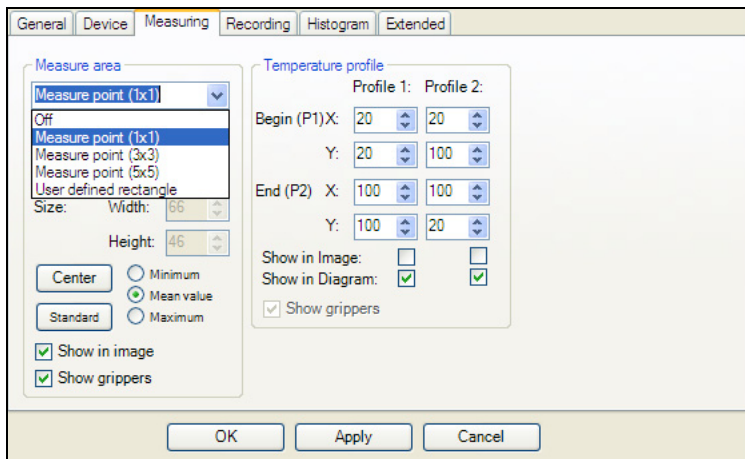 General Device Measuring Recording Histogram Extended
Measure area
Measure point (1x1)
Off
Measure point (1x1)
Measure point (3x3)
Measure point (5x5)
User defined rectangle
Size: Width: 66
Height: 46
Center
Standard
Minimum
Mean value
Maximum
Show in image
Show grippers
Temperature profile
Profile 1: Profile 2:
Begin (P1)X: 20 20
Y: 20 100
End (P2) X: 100 100
Y: 100 20
Show in Image:
Show in Diagram:
Show grippers
OK Apply Cancel